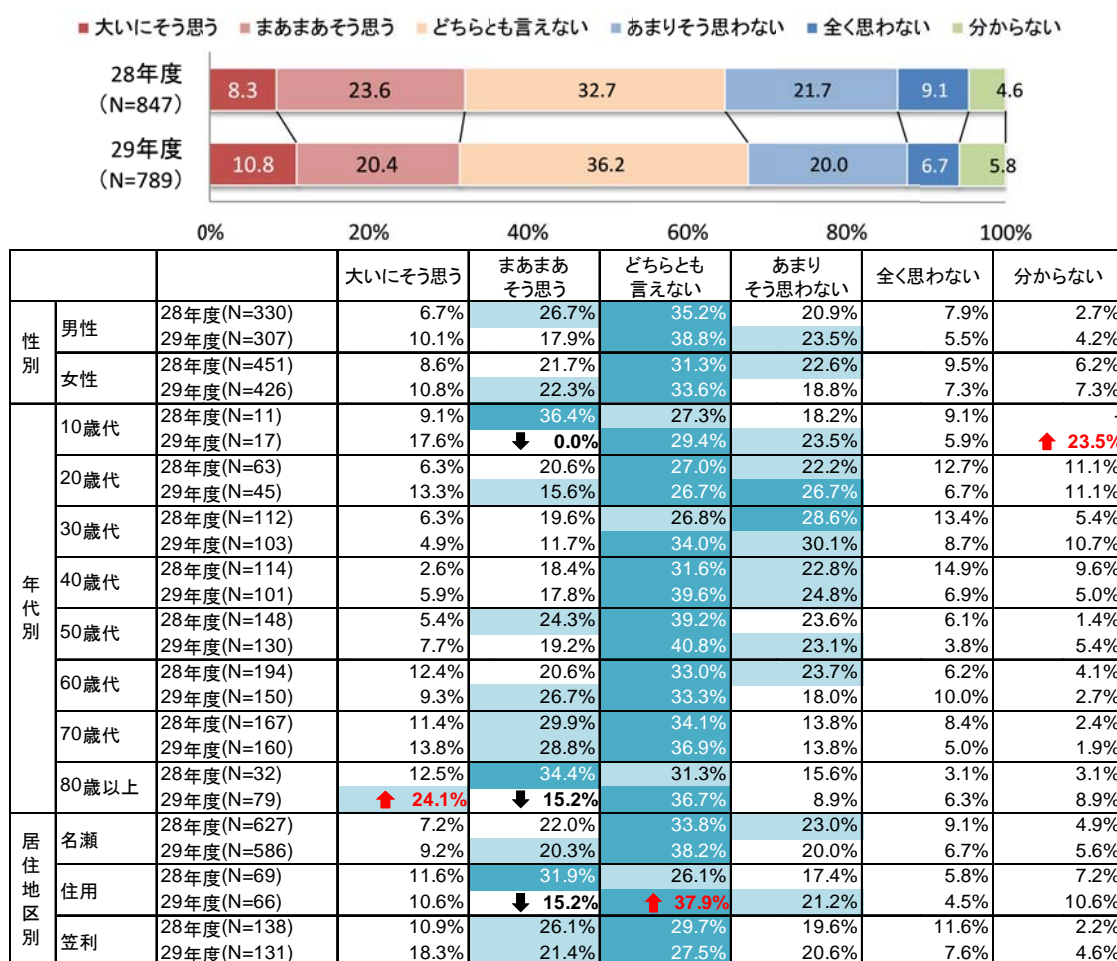 ■大いにそう思う ■まあまあそう思う ■どちらとも言えない ■あまりそう思わない ■全く思わない ■分からない
28年度
(N=847)
8.3 23.6 32.7 21.7 9.1 4.6
29年度
(N=789)
10.8 20.4 36.2 20.0 6.7 5.8
0% 20% 40% 60% 80% 100%
大いにそう思う まあまあ そう思う どちらとも 言えない あまり そう思わない 全く思わない 分からない
性別
男性
28年度(N=330) 6.7% 26.7% 35.2% 20.9% 7.9% 2.7%
29年度(N=307) 10.1% 17.9% 38.8% 23.5% 5.5% 4.2%
女性
28年度(N=451) 8.6% 21.7% 31.3% 22.6% 9.5% 6.2%
29年度(N=426) 10.8% 22.3% 33.6% 18.8% 7.3% 7.3%
年代別
10歳代
28年度(N=11) 9.1% 36.4% 27.3% 18.2% 9.1% -
29年度(N=17) 17.6% ⬇ 0.0% 29.4% 23.5% 5.9% ⬆ 23.5%
20歳代
28年度(N=63) 6.3% 20.6% 27.0% 22.2% 12.7% 11.1%
29年度(N=45) 13.3% 15.6% 26.7% 26.7% 6.7% 11.1%
30歳代
28年度(N=112) 6.3% 19.6% 26.8% 28.6% 13.4% 5.4%
29年度(N=103) 4.9% 11.7% 34.0% 30.1% 8.7% 10.7%
40歳代
28年度(N=114) 2.6% 18.4% 31.6% 22.8% 14.9% 9.6%
29年度(N=101) 5.9% 17.8% 39.6% 24.8% 6.9% 5.0%
50歳代
28年度(N=148) 5.4% 24.3% 39.2% 23.6% 6.1% 1.4%
29年度(N=130) 7.7% 19.2% 40.8% 23.1% 3.8% 5.4%
60歳代
28年度(N=194) 12.4% 20.6% 33.0% 23.7% 6.2% 4.1%
29年度(N=150) 9.3% 26.7% 33.3% 18.0% 10.0% 2.7%
70歳代
28年度(N=167) 11.4% 29.9% 34.1% 13.8% 8.4% 2.4%
29年度(N=160) 13.8% 28.8% 36.9% 13.8% 5.0% 1.9%
80歳以上
28年度(N=32) 12.5% 34.4% 31.3% 15.6% 3.1% 3.1%
29年度(N=79) ⬆ 24.1% ⬇ 15.2% 36.7% 8.9% 6.3% 8.9%
居住地区別
名瀬
28年度(N=627) 7.2% 22.0% 33.8% 23.0% 9.1% 4.9%
29年度(N=586) 9.2% 20.3% 38.2% 20.0% 6.7% 5.6%
住用
28年度(N=69) 11.6% 31.9% 26.1% 17.4% 5.8% 7.2%
29年度(N=66) 10.6% ⬇ 15.2% ⬆ 37.9% 21.2% 4.5% 10.6%
笠利
28年度(N=138) 10.9% 26.1% 29.7% 19.6% 11.6% 2.2%
29年度(N=131) 18.3% 21.4% 27.5% 20.6% 7.6% 4.6%